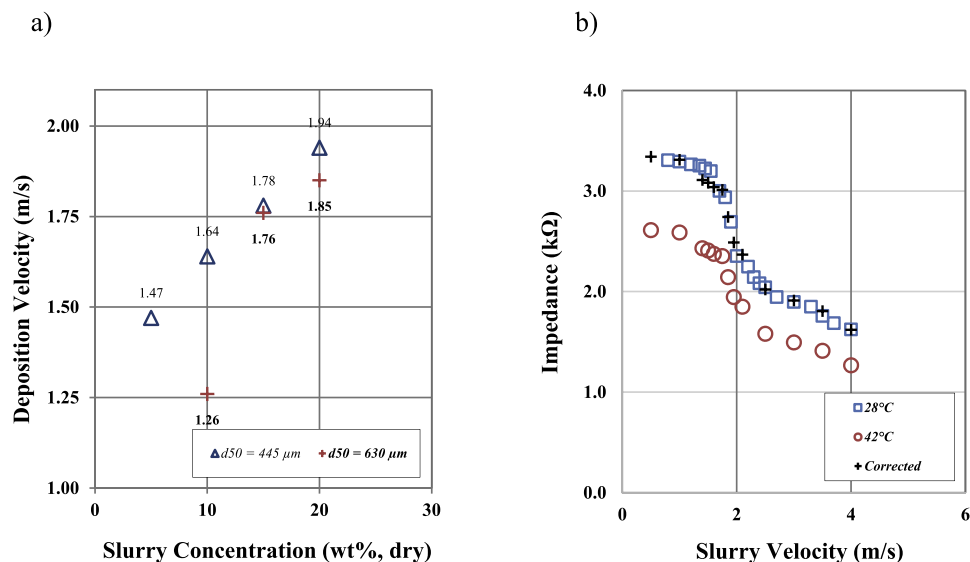 a)
Deposition Velocity (m/s)
2.00
1.75
1.50
1.25
1.00
0
10
20
30
1.47
1.64
1.78
1.94
1.26
1.76
1.85
d50 = 445 µm
d50 = 630 µm
Slurry Concentration (wt%, dry)
b)
Impedance (kΩ)
4.0
3.0
2.0
1.0
0.0
0
2
4
6
28°C
42°C
Corrected
Slurry Velocity (m/s)